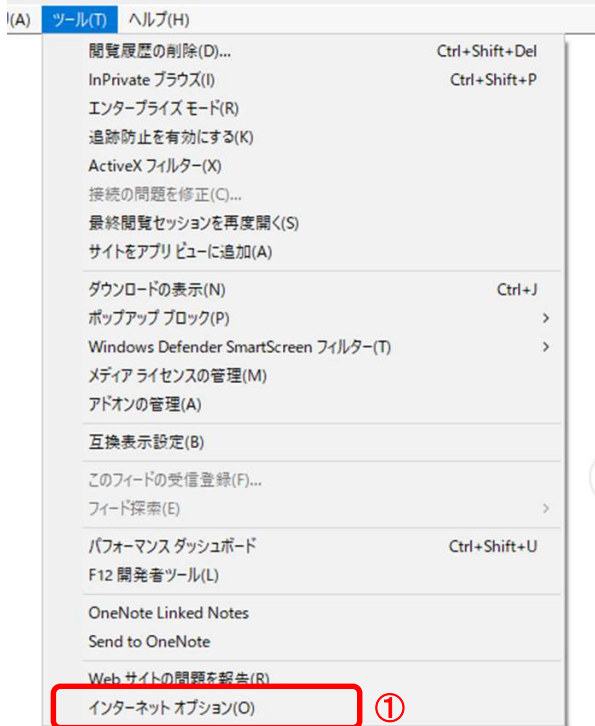 (A) ツール(T) ヘルプ(H)
閲覧履歴の削除(D)... Ctrl+Shift+Del
InPrivate ブラウズ(I) Ctrl+Shift+P
エンタープライズ モード(R)
追跡防止を有効にする(K)
ActiveX フィルター(X)
接続の問題を修正(C)...
最終閲覧セッションを再度開く(S)
サイトをアプリ ビューに追加(A)
ダウンロードの表示(N) Ctrl+J
ポップアップ ブロック(P)
Windows Defender SmartScreen フィルター(T)
メディア ライセンスの管理(M)
アドオンの管理(A)
互換表示設定(B)
このフィードの受信登録(F)...
フィード探索(E)
パフォーマンス ダッシュボード Ctrl+Shift+U
F12 開発者ツール(L)
OneNote Linked Notes
Send to OneNote
Web サイトの問題を報告(R)
インターネット オプション(O) ①